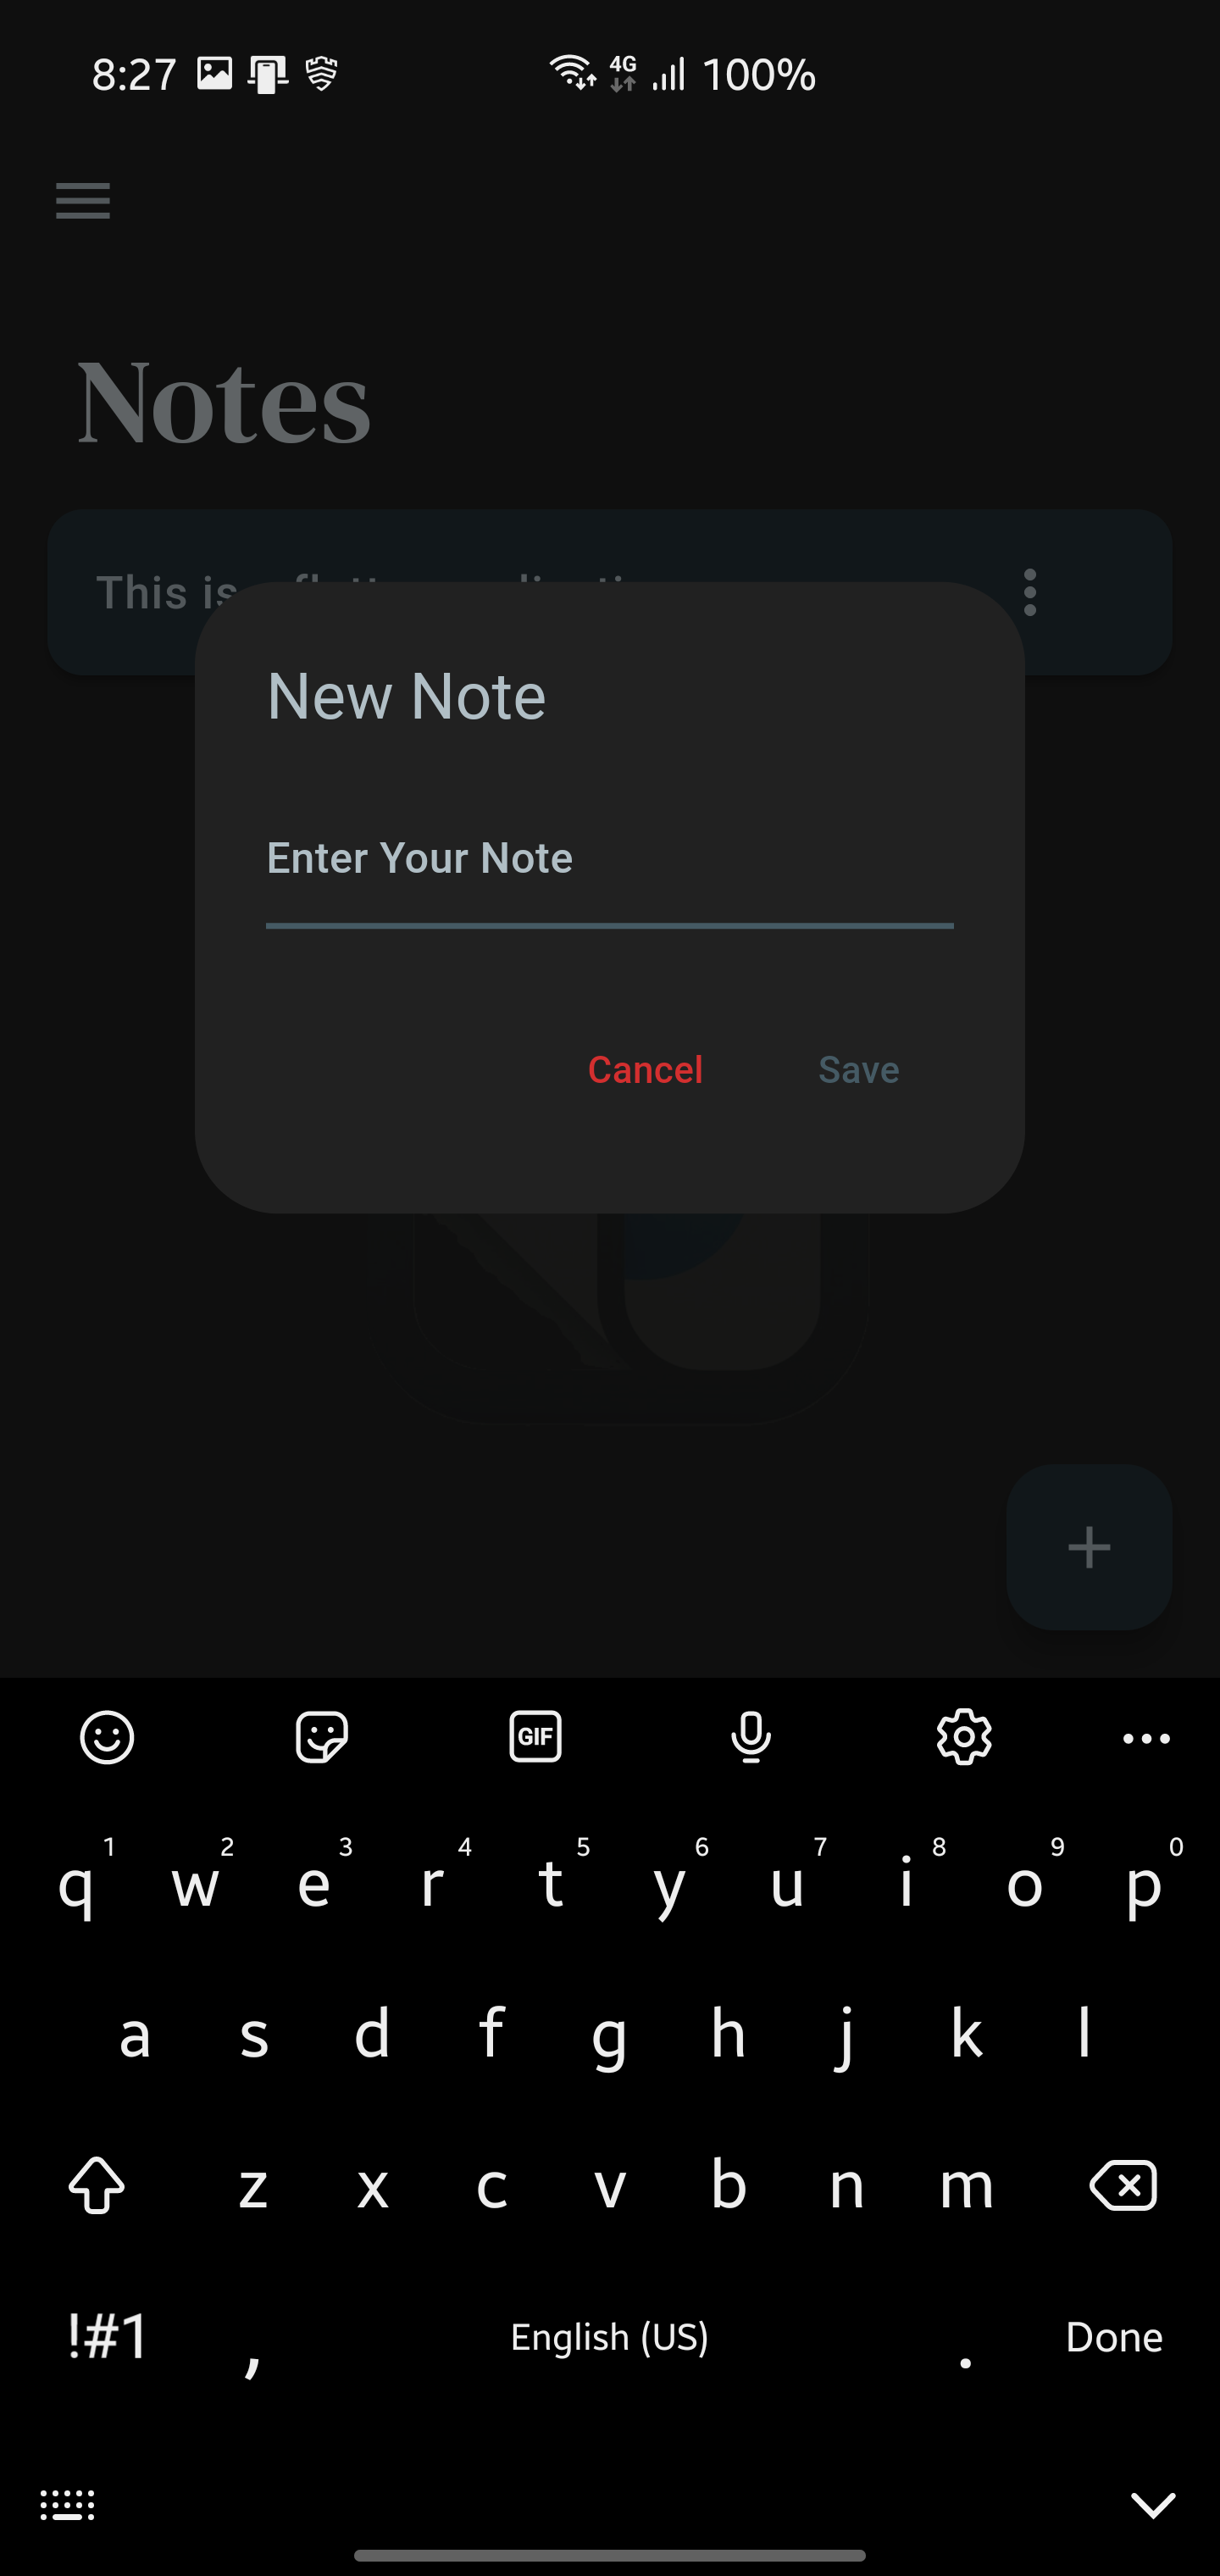 8:27 4G 100%
Notes
This is
New Note
Enter Your Note
Cancel Save
GIF
1 2 3 4 5 6 7 8 9 0
q w e r t y u i o p
a s d f g h j k l
z x c v b n m
!#1 , English (US) . Done